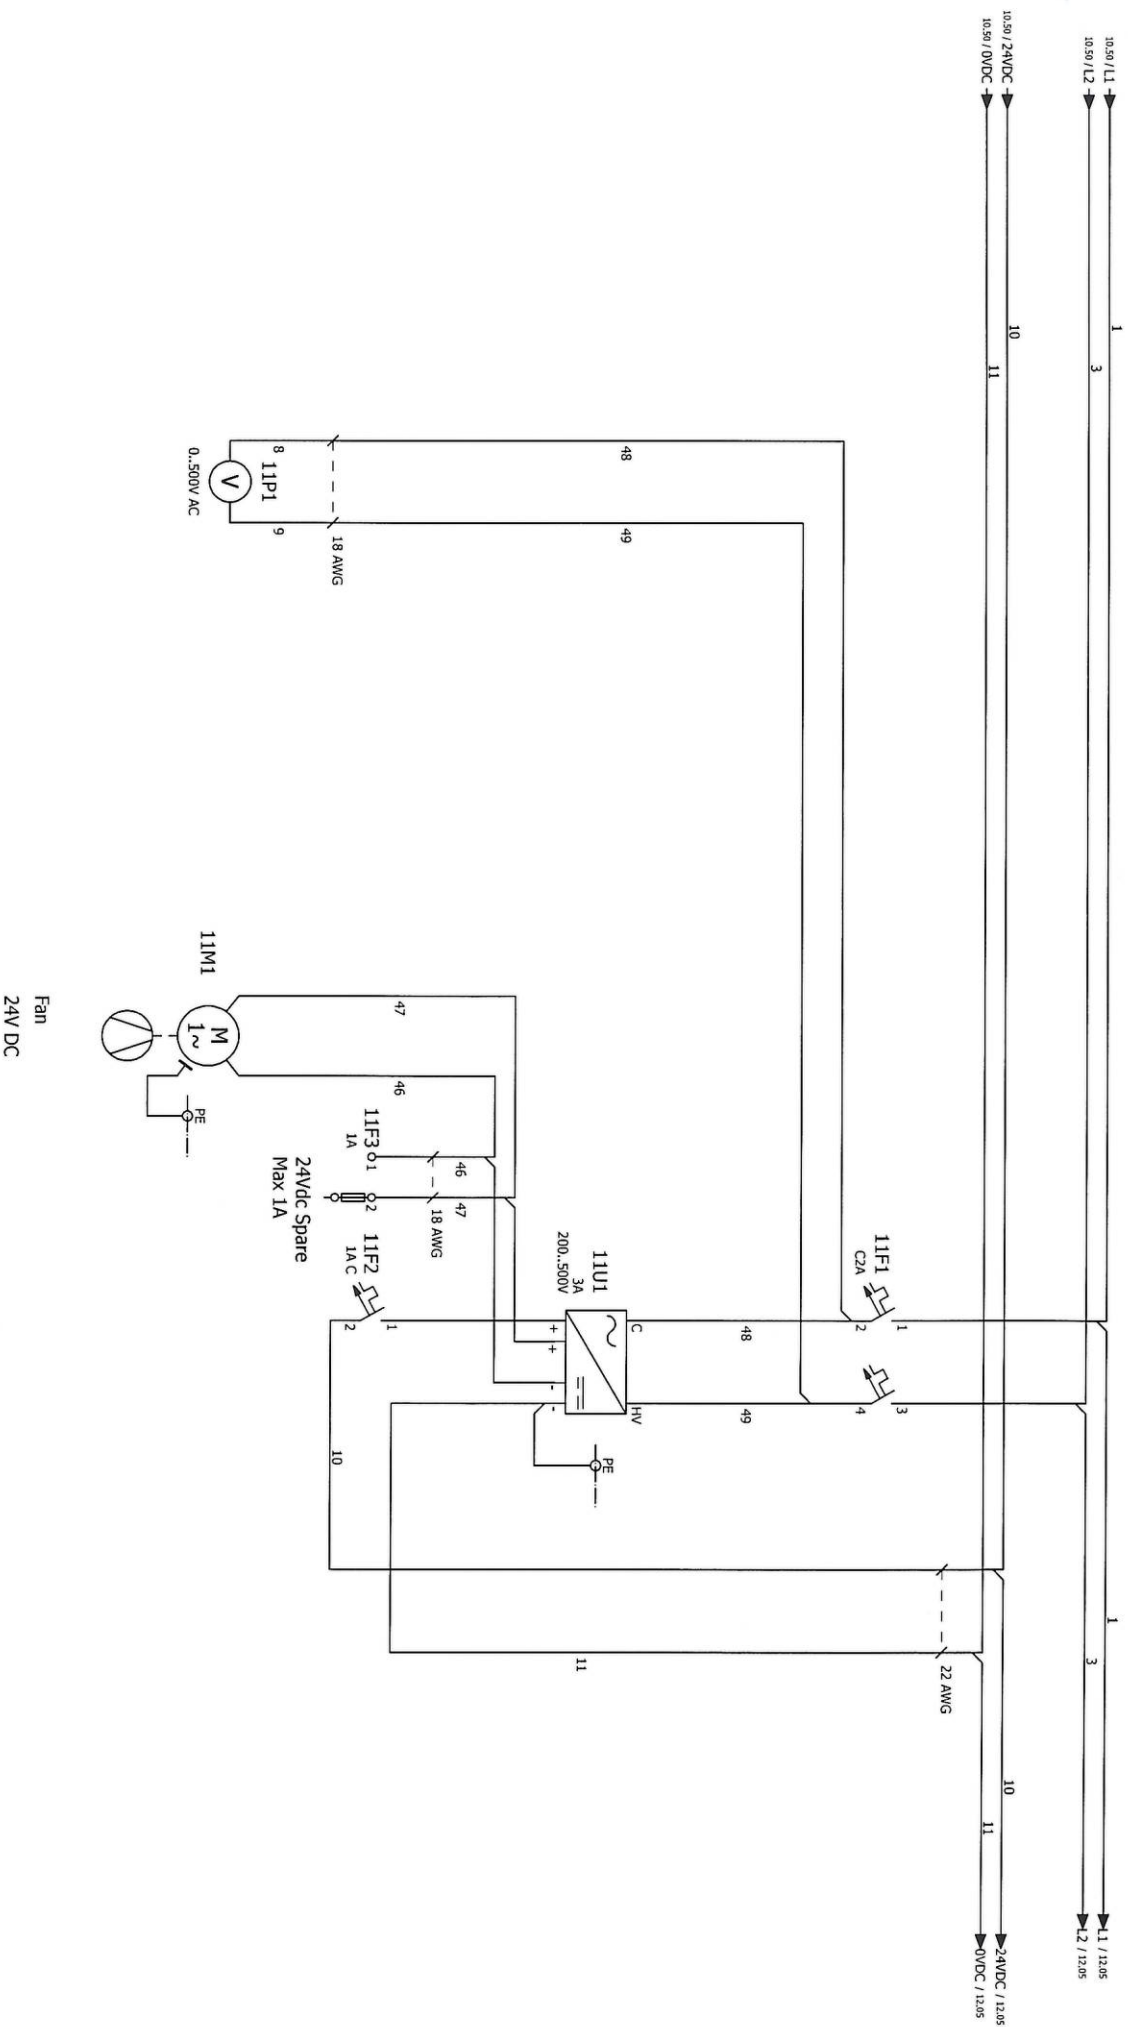 10.50 / L1
10.50 / L2
10.50 / 24VDC
10.50 / 0VDC
1
3
10
11
1
3
10
11
L1 / 12.05
L2 / 12.05
24VDC / 12.05
0VDC / 12.05
11F1
C2A
1
2
3
4
48
49
48
49
18 AWG
8
9
11P1
V
0..500V AC
11U1
3A
200..500V
C
HV
+
+
-
-
PE
22 AWG
11
10
11F2
1A C
1
2
46
47
18 AWG
11F3
1A
1
2
24Vdc Spare
Max 1A
47
46
11M1
M
1~
PE
Fan
24V DC